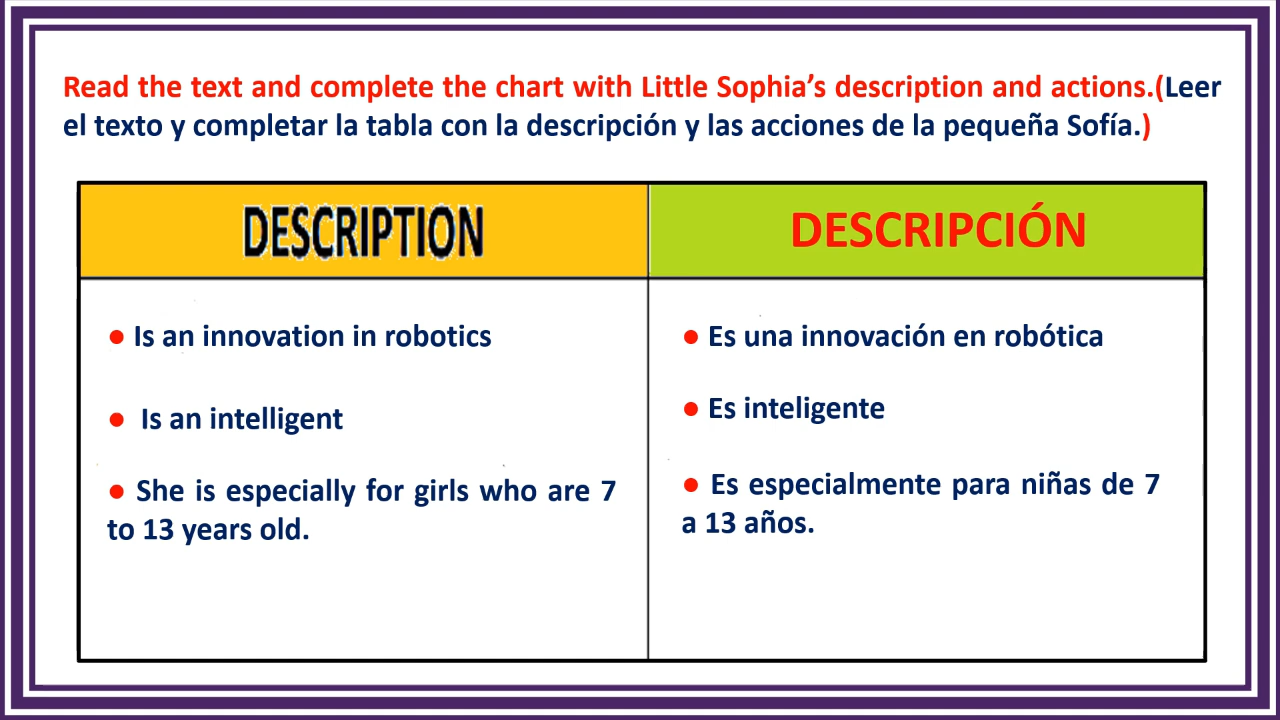 Read the text and complete the chart with Little Sophia’s description and actions.(Leer
el texto y completar la tabla con la descripción y las acciones de la pequeña Sofía.)
DESCRIPTION
● Is an innovation in robotics
● Is an intelligent
● She is especially for girls who are 7
to 13 years old.
DESCRIPCIÓN
● Es una innovación en robótica
● Es inteligente
● Es especialmente para niñas de 7
a 13 años.